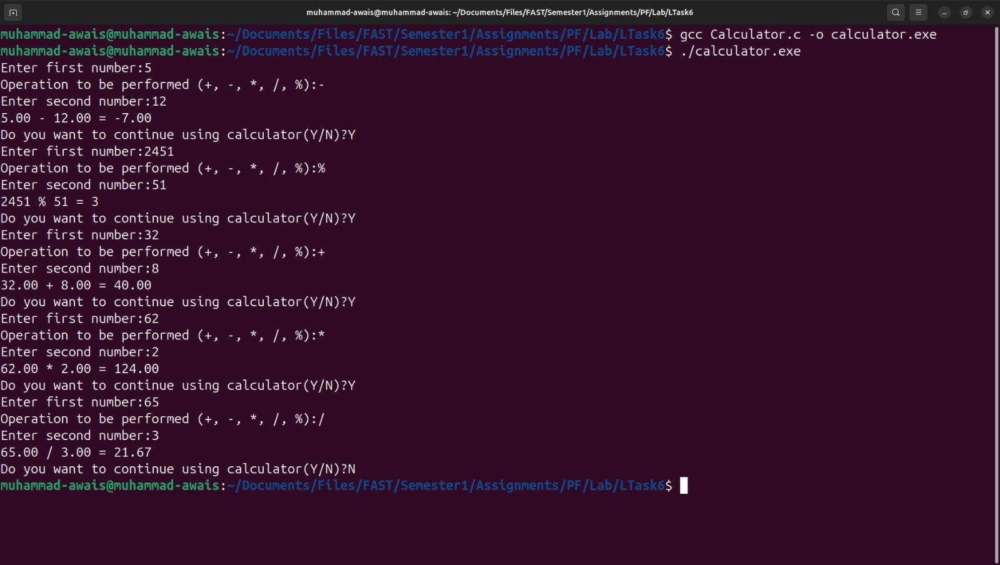 muhammad-awais@muhammad-awais: ~/Documents/Files/FAST/Semester1/Assignments/PF/Lab/LTask6
muhammad-awais@muhammad-awais:~/Documents/Files/FAST/Semester1/Assignments/PF/Lab/LTask6$ gcc Calculator.c -o calculator.exe
muhammad-awais@muhammad-awais:~/Documents/Files/FAST/Semester1/Assignments/PF/Lab/LTask6$ ./calculator.exe
Enter first number:5
Operation to be performed (+, -, *, /, %):-
Enter second number:12
5.00 - 12.00 = -7.00
Do you want to continue using calculator(Y/N)?Y
Enter first number:2451
Operation to be performed (+, -, *, /, %):%
Enter second number:51
2451 % 51 = 3
Do you want to continue using calculator(Y/N)?Y
Enter first number:32
Operation to be performed (+, -, *, /, %):+
Enter second number:8
32.00 + 8.00 = 40.00
Do you want to continue using calculator(Y/N)?Y
Enter first number:62
Operation to be performed (+, -, *, /, %):*
Enter second number:2
62.00 * 2.00 = 124.00
Do you want to continue using calculator(Y/N)?Y
Enter first number:65
Operation to be performed (+, -, *, /, %):/
Enter second number:3
65.00 / 3.00 = 21.67
Do you want to continue using calculator(Y/N)?N
muhammad-awais@muhammad-awais:~/Documents/Files/FAST/Semester1/Assignments/PF/Lab/LTask6$